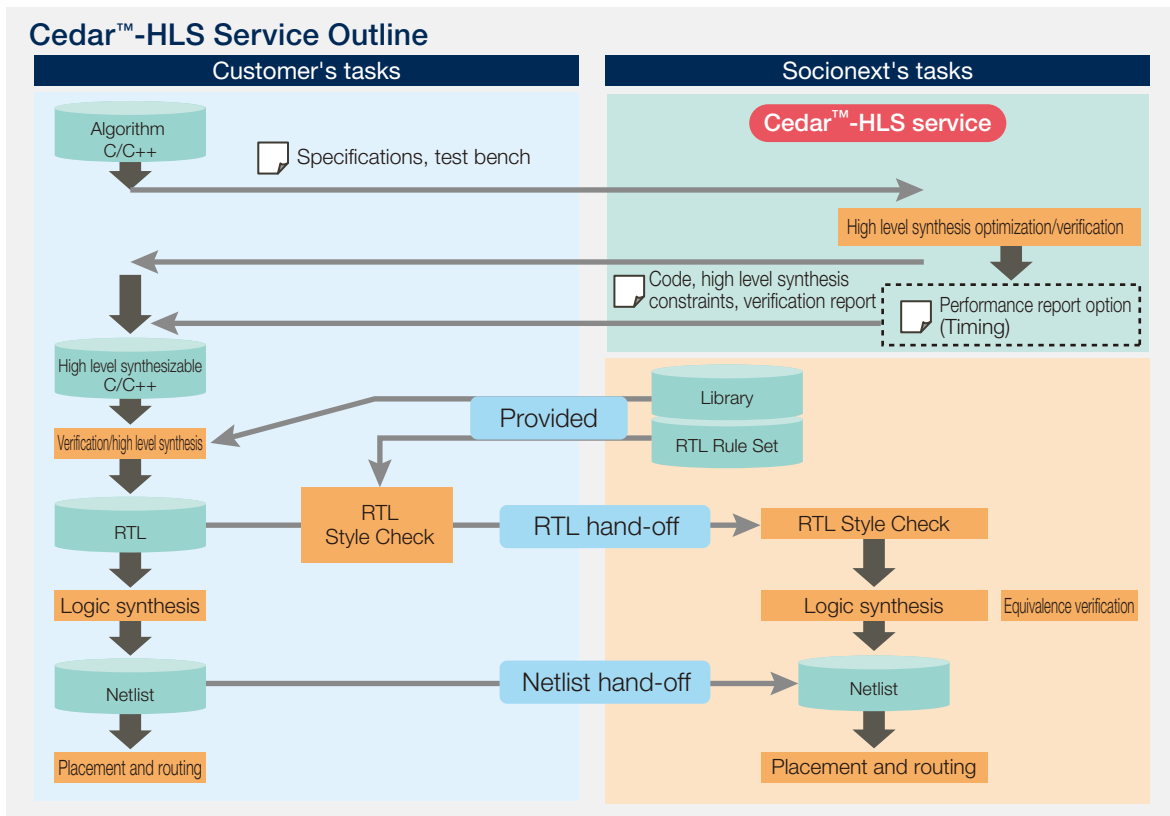 Cedar™-HLS Service Outline
Customer's tasks
Socionext's tasks
Algorithm
C/C++
Specifications, test bench
Cedar™-HLS service
High level synthesis optimization/verification
Code, high level synthesis
constraints, verification report
Performance report option
(Timing)
High level synthesizable
C/C++
Library
Provided
Verification/high level synthesis
RTL Rule Set
RTL
RTL
Style Check
RTL hand-off
RTL Style Check
Logic synthesis
Logic synthesis
Equivalence verification
Netlist
Netlist hand-off
Netlist
Placement and routing
Placement and routing